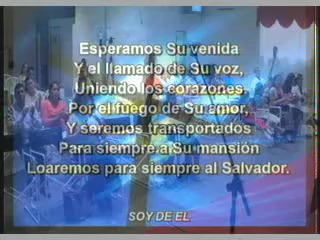 Esperamos Su venida
Y el llamado de Su voz,
Uniendo los corazones
Por el fuego de Su amor,
Y seremos transportados
Para siempre a Su mansión
Loaremos para siempre al Salvador.
SOY DE EL